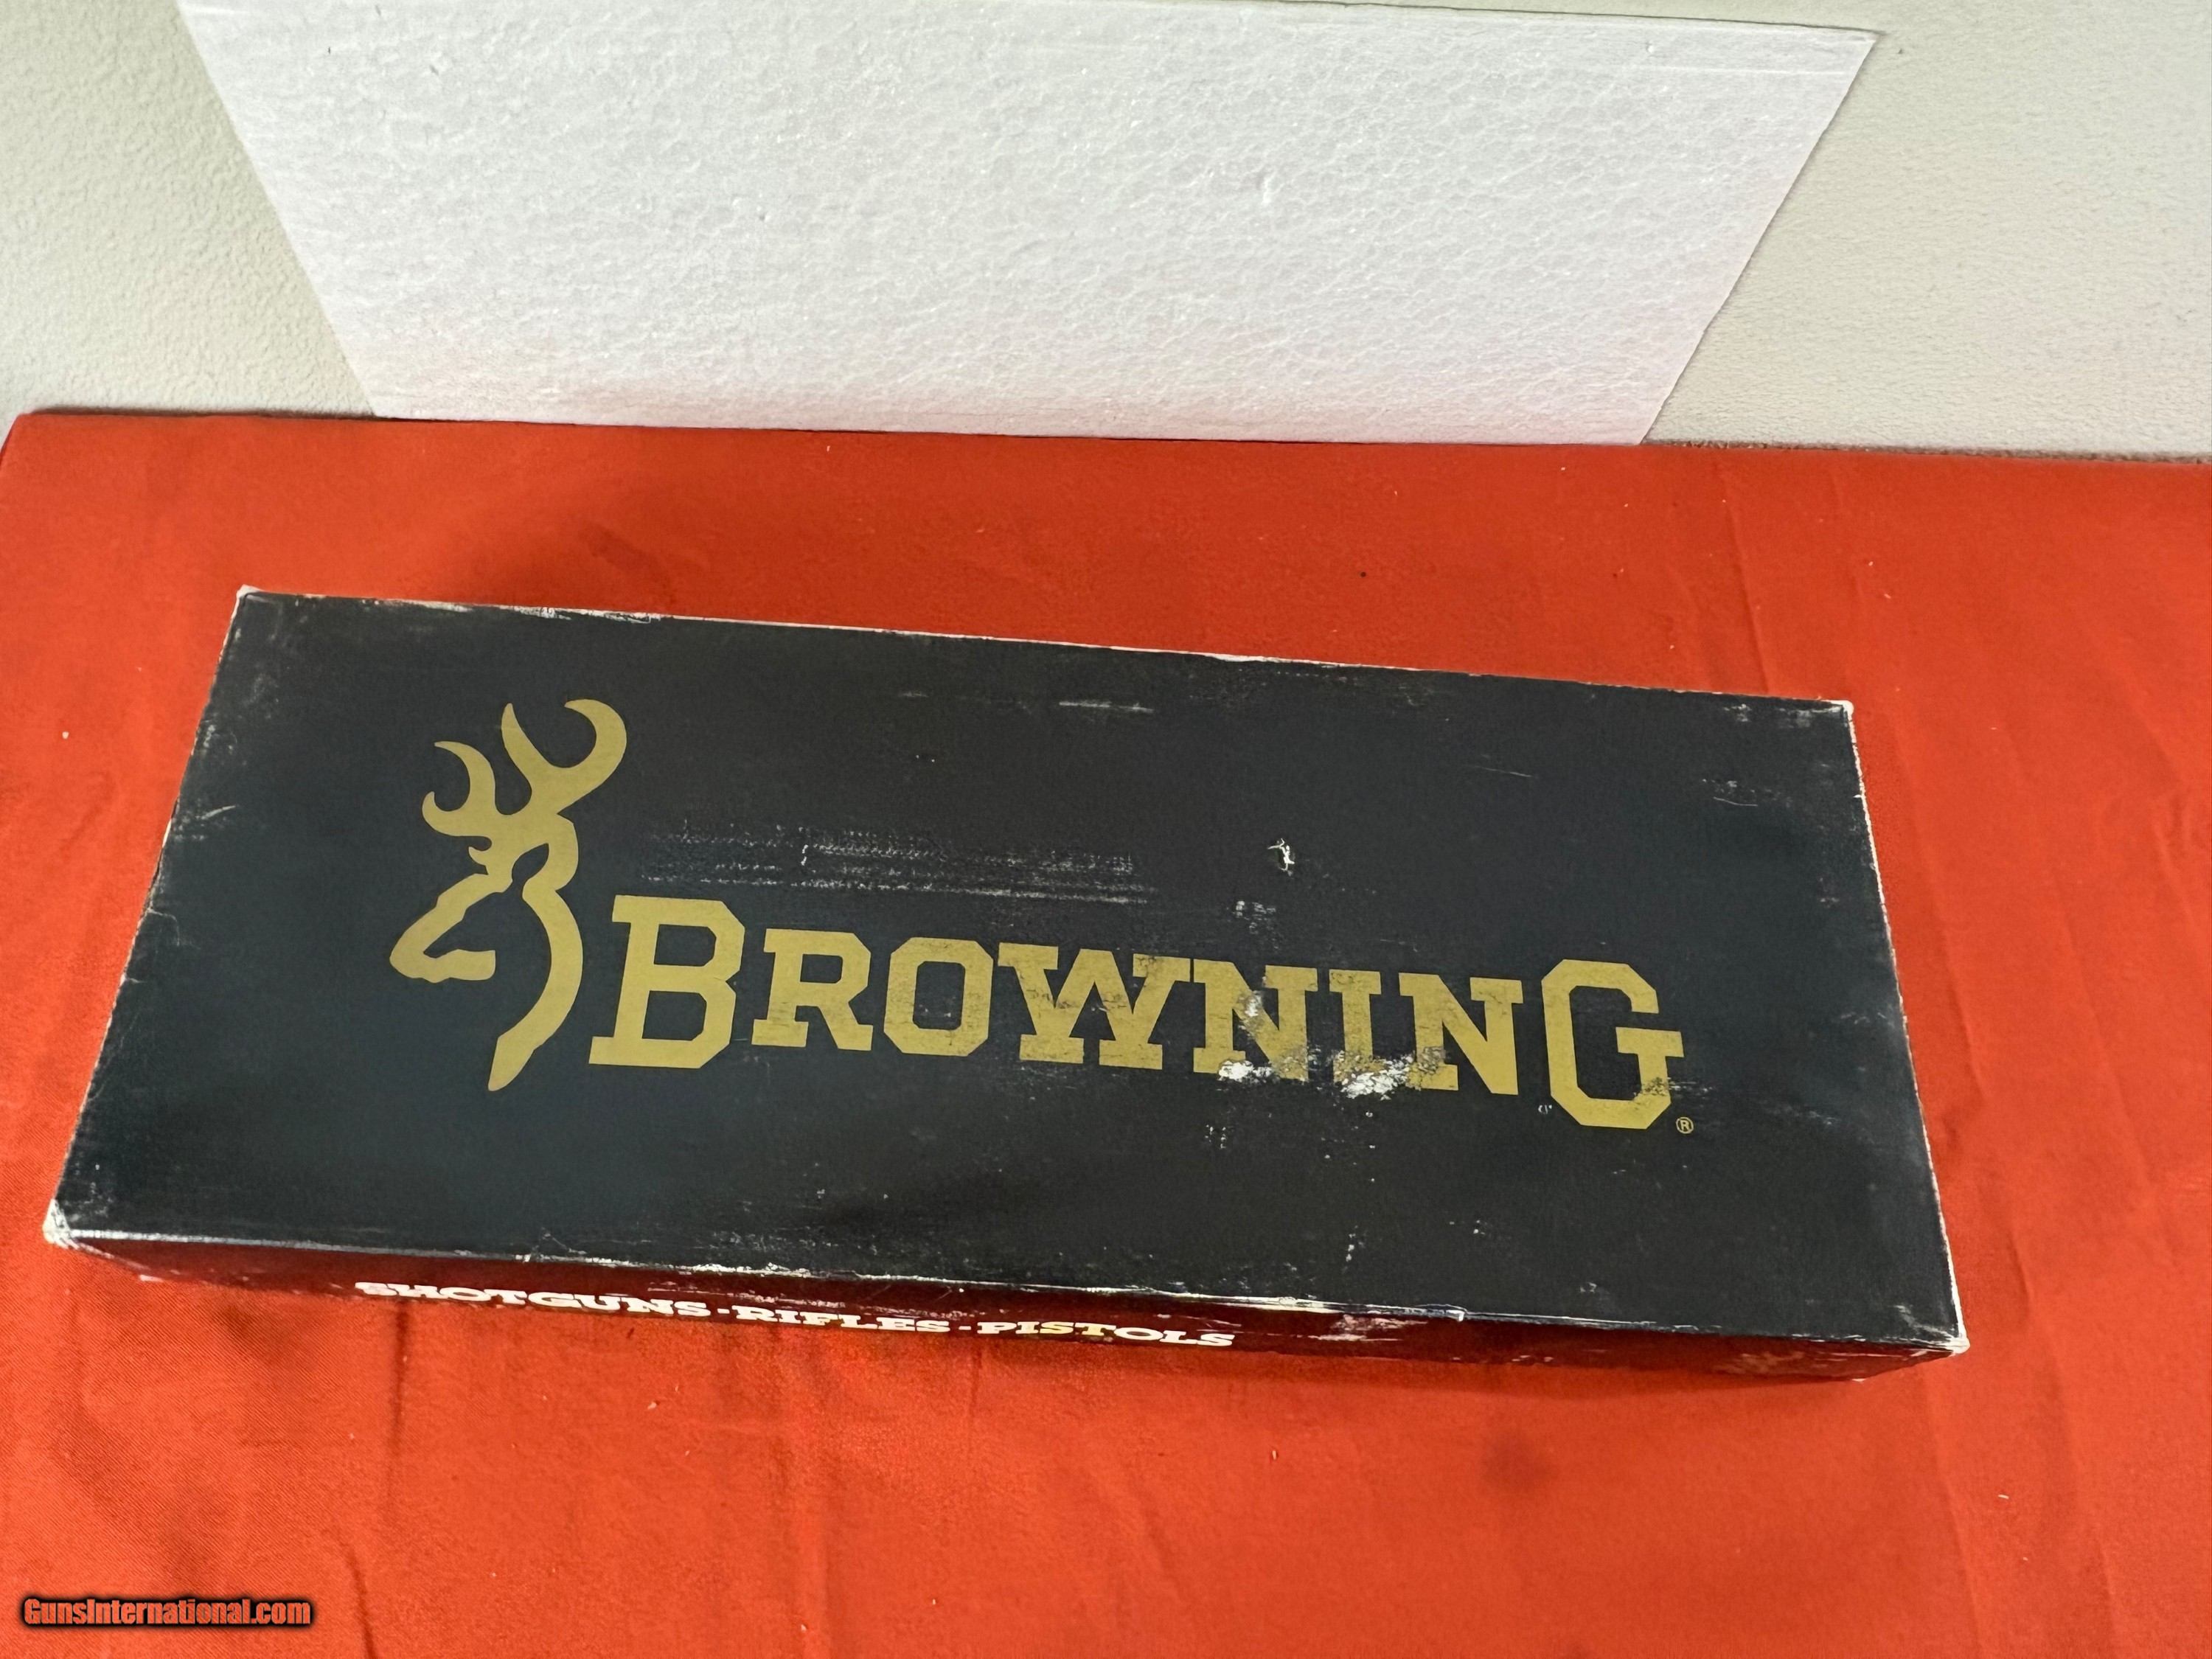 BROWNING®
SHOTGUNS - RIFLES - PISTOLS
GunsInternational.com